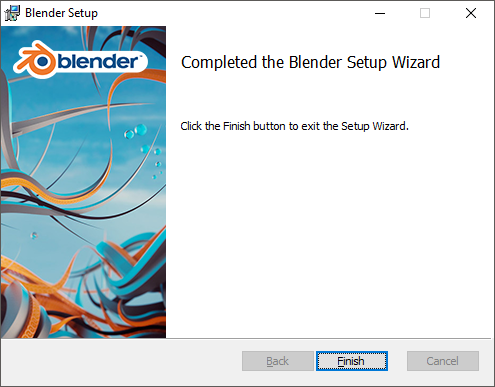 Blender Setup
blender
Completed the Blender Setup Wizard
Click the Finish button to exit the Setup Wizard.
Back Finish Cancel